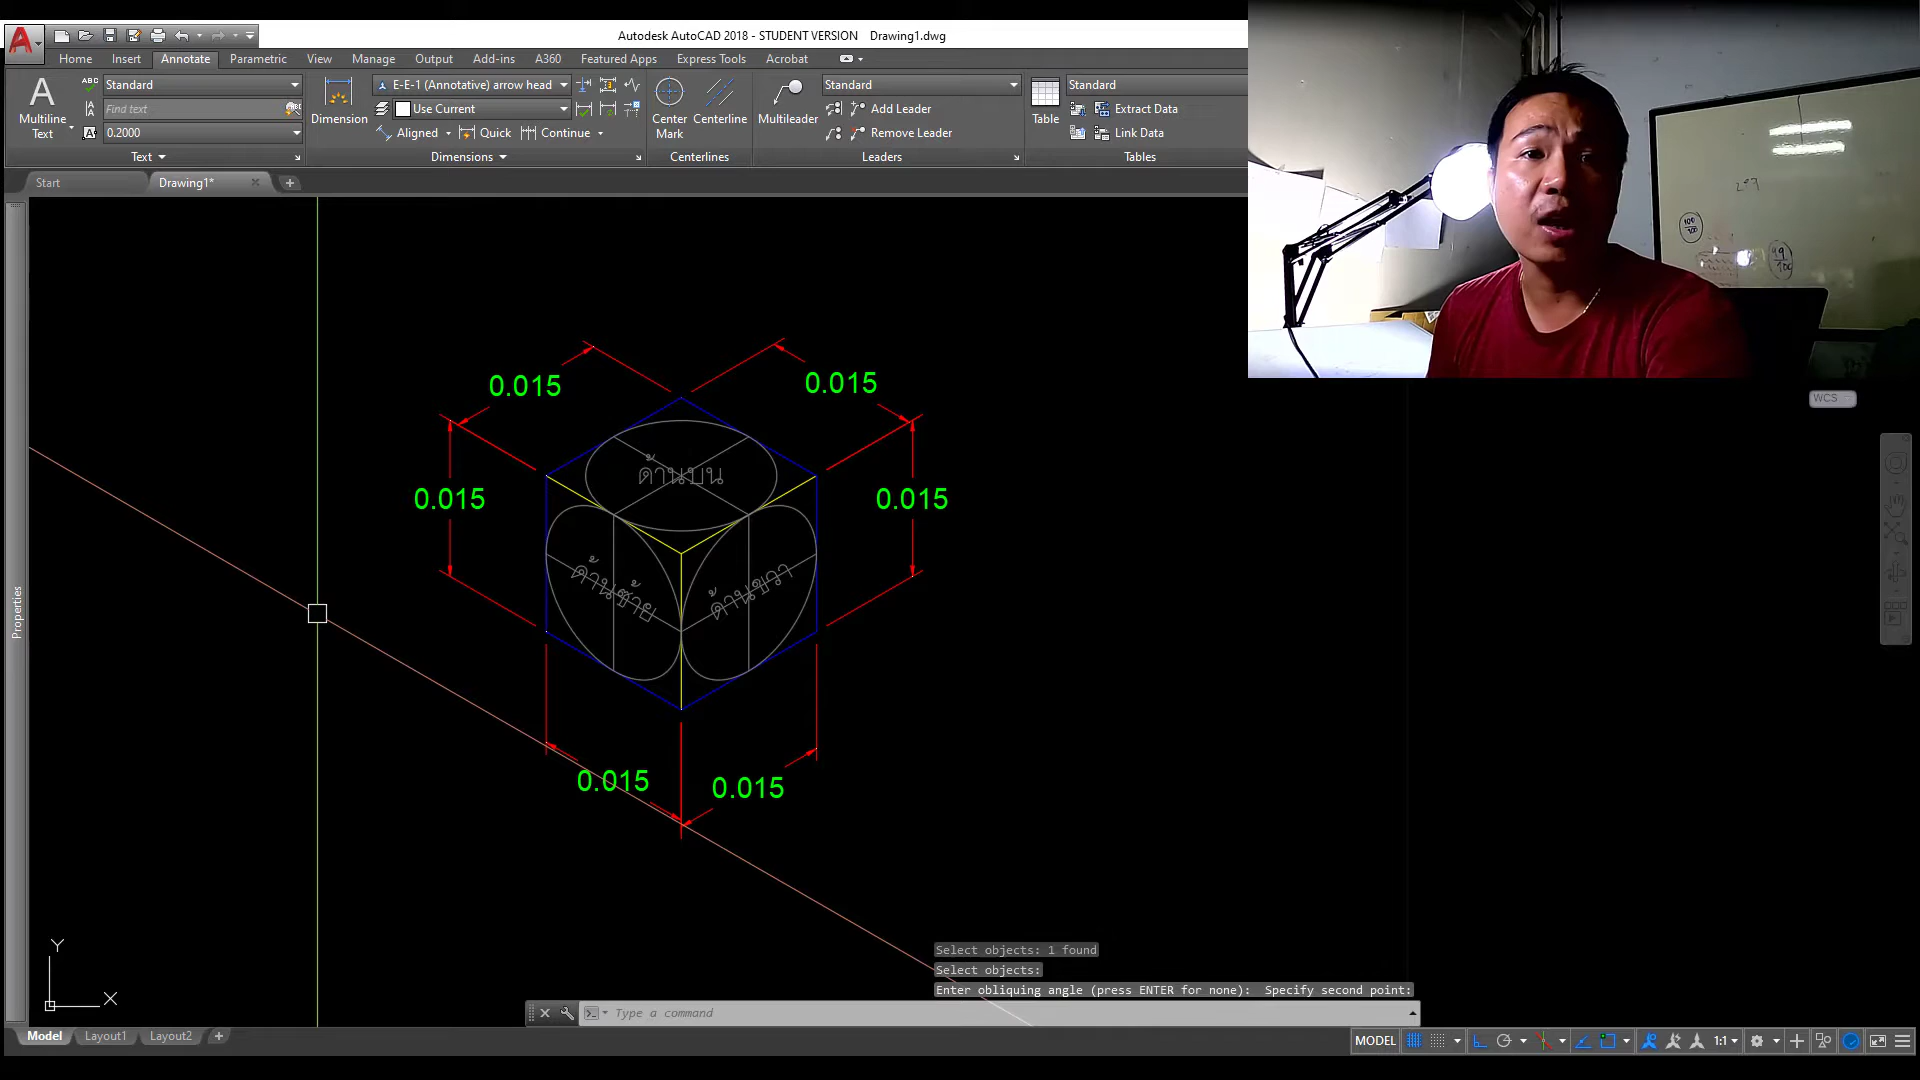 Autodesk AutoCAD 2018 - STUDENT VERSION Drawing1.dwg
Home Insert Annotate Parametric View Manage Output Add-ins A360 Featured Apps Express Tools Acrobat
A Multiline Text
ABC Standard
Find text
0.2000
Dimension
E-E-1 (Annotative) arrow head
Use Current
Aligned Quick Continue
Center Mark
Centerline
Multileader
Standard
Add Leader
Remove Leader
Table
Standard
Extract Data
Link Data
Text Dimensions Centerlines Leaders Tables
Start Drawing1*
100
100
99
100
WCS
Properties
0.015
0.015
0.015
0.015
ด้านบน
ด้านซ้าย
ด้านขวา
0.015
0.015
Y
X
Select objects: 1 found
Select objects:
Enter obliquing angle (press ENTER for none): Specify second point:
Type a command
Model Layout1 Layout2
MODEL 1:1